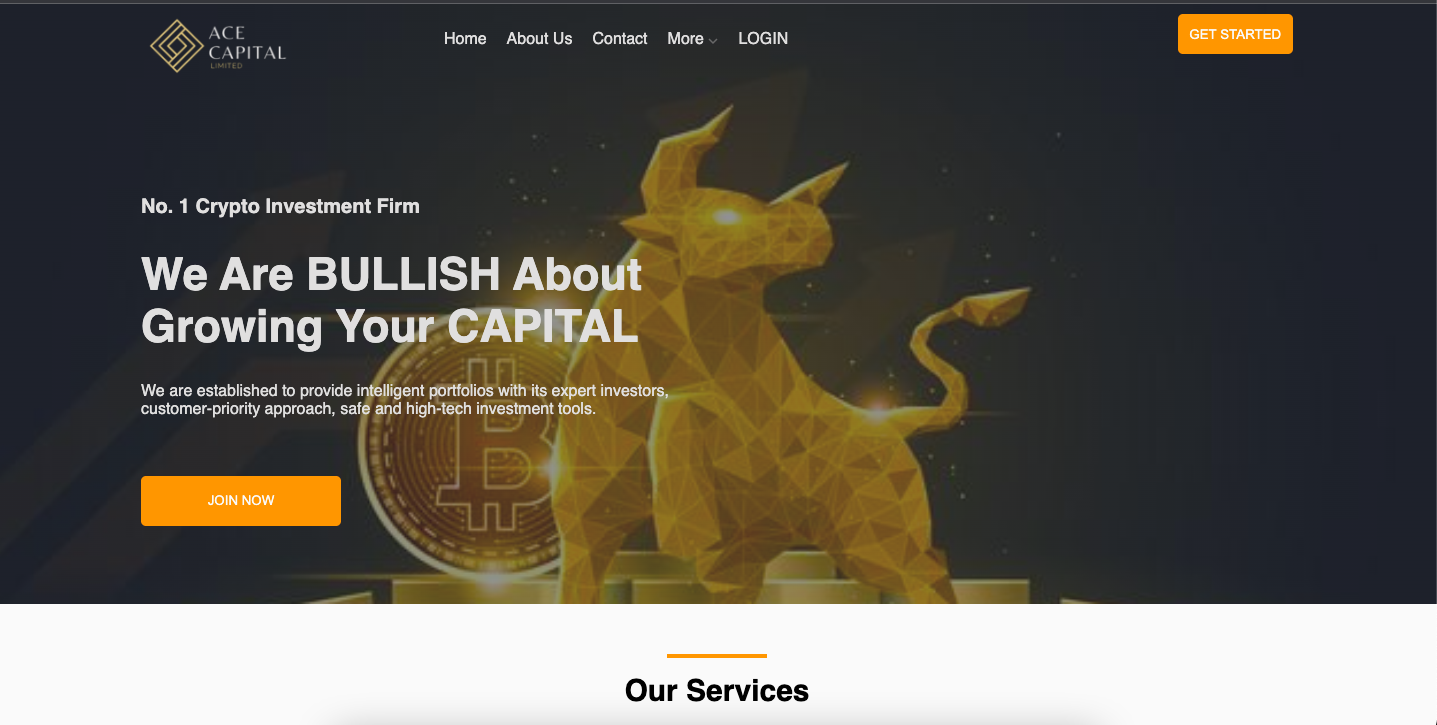 ACE
CAPITAL
LIMITED
Home About Us Contact More LOGIN
GET STARTED
No. 1 Crypto Investment Firm
We Are BULLISH About
Growing Your CAPITAL
We are established to provide intelligent portfolios with its expert investors,
customer-priority approach, safe and high-tech investment tools.
JOIN NOW
Our Services